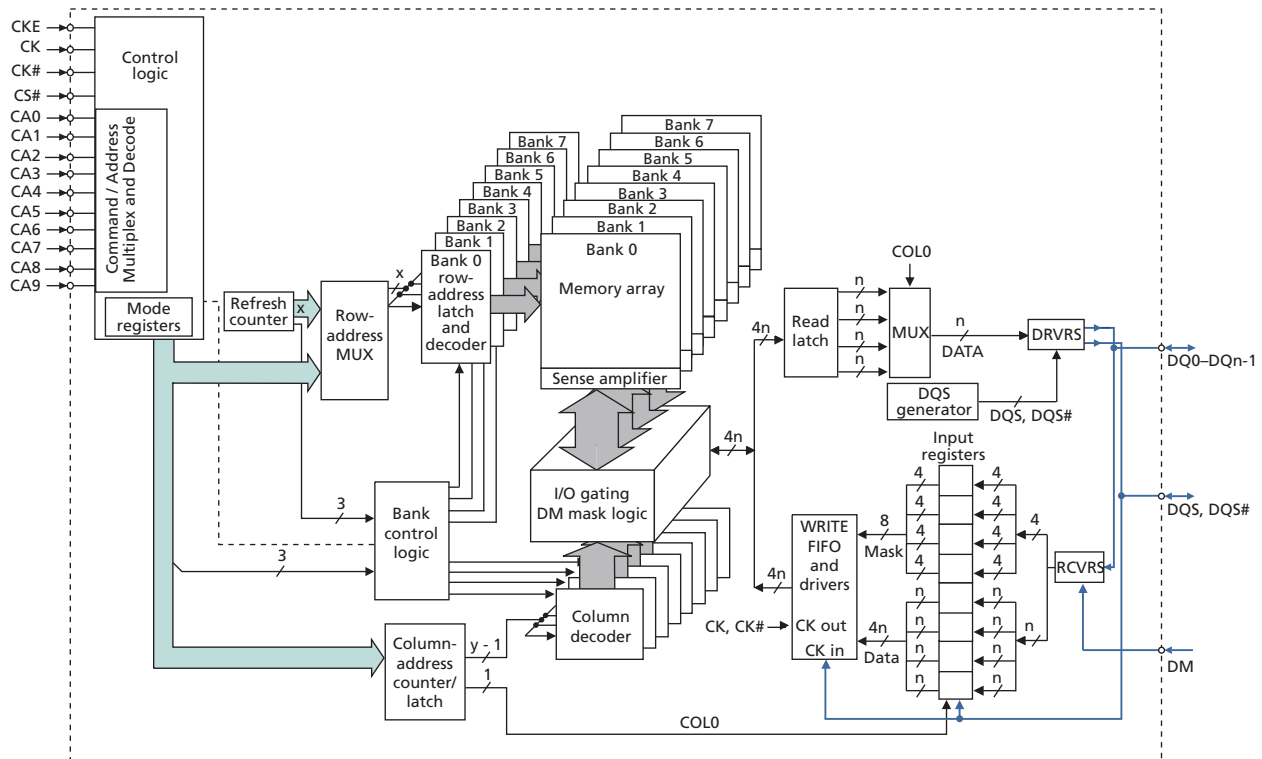 CKE
CK
CK#
CS#
CA0
CA1
CA2
CA3
CA4
CA5
CA6
CA7
CA8
CA9
Control
logic
Command / Address
Multiplex and Decode
Mode
registers
Refresh
counter
x
Row-
address
MUX
x
Bank 7
Bank 6
Bank 5
Bank 4
Bank 3
Bank 2
Bank 1
Bank 0
row-
address
latch
and
decoder
Bank 7
Bank 6
Bank 5
Bank 4
Bank 3
Bank 2
Bank 1
Bank 0
Memory array
Sense amplifier
3
3
Bank
control
logic
I/O gating
DM mask logic
Column
decoder
Column-
address
counter/
latch
y - 1
1
COL0
4n
4n
4n
Read
latch
n
n
n
n
COL0
MUX
n
DATA
DRVRS
DQS
generator
DQS, DQS#
DQ0–DQn-1
Input
registers
4
4
4
4
4
4
4
4
4
n
n
n
n
n
n
n
n
n
WRITE
FIFO
and
drivers
CK out
CK in
CK, CK#
8
Mask
4n
Data
RCVRS
DQS, DQS#
DM